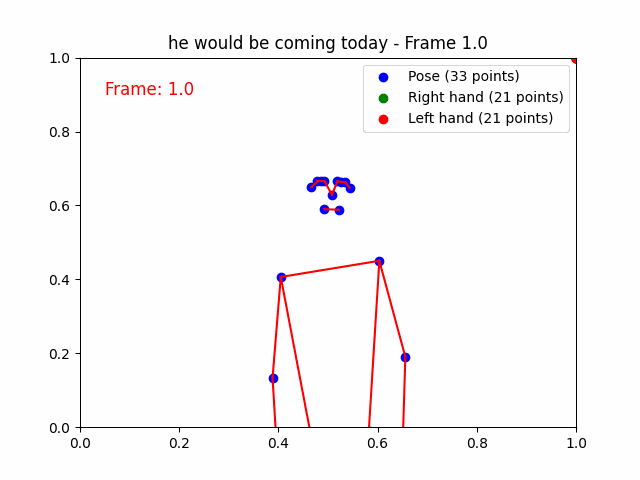 he would be coming today - Frame 1.0
Frame: 1.0
Pose (33 points)
Right hand (21 points)
Left hand (21 points)
1.0
0.8
0.6
0.4
0.2
0.0
0.0 0.2 0.4 0.6 0.8 1.0